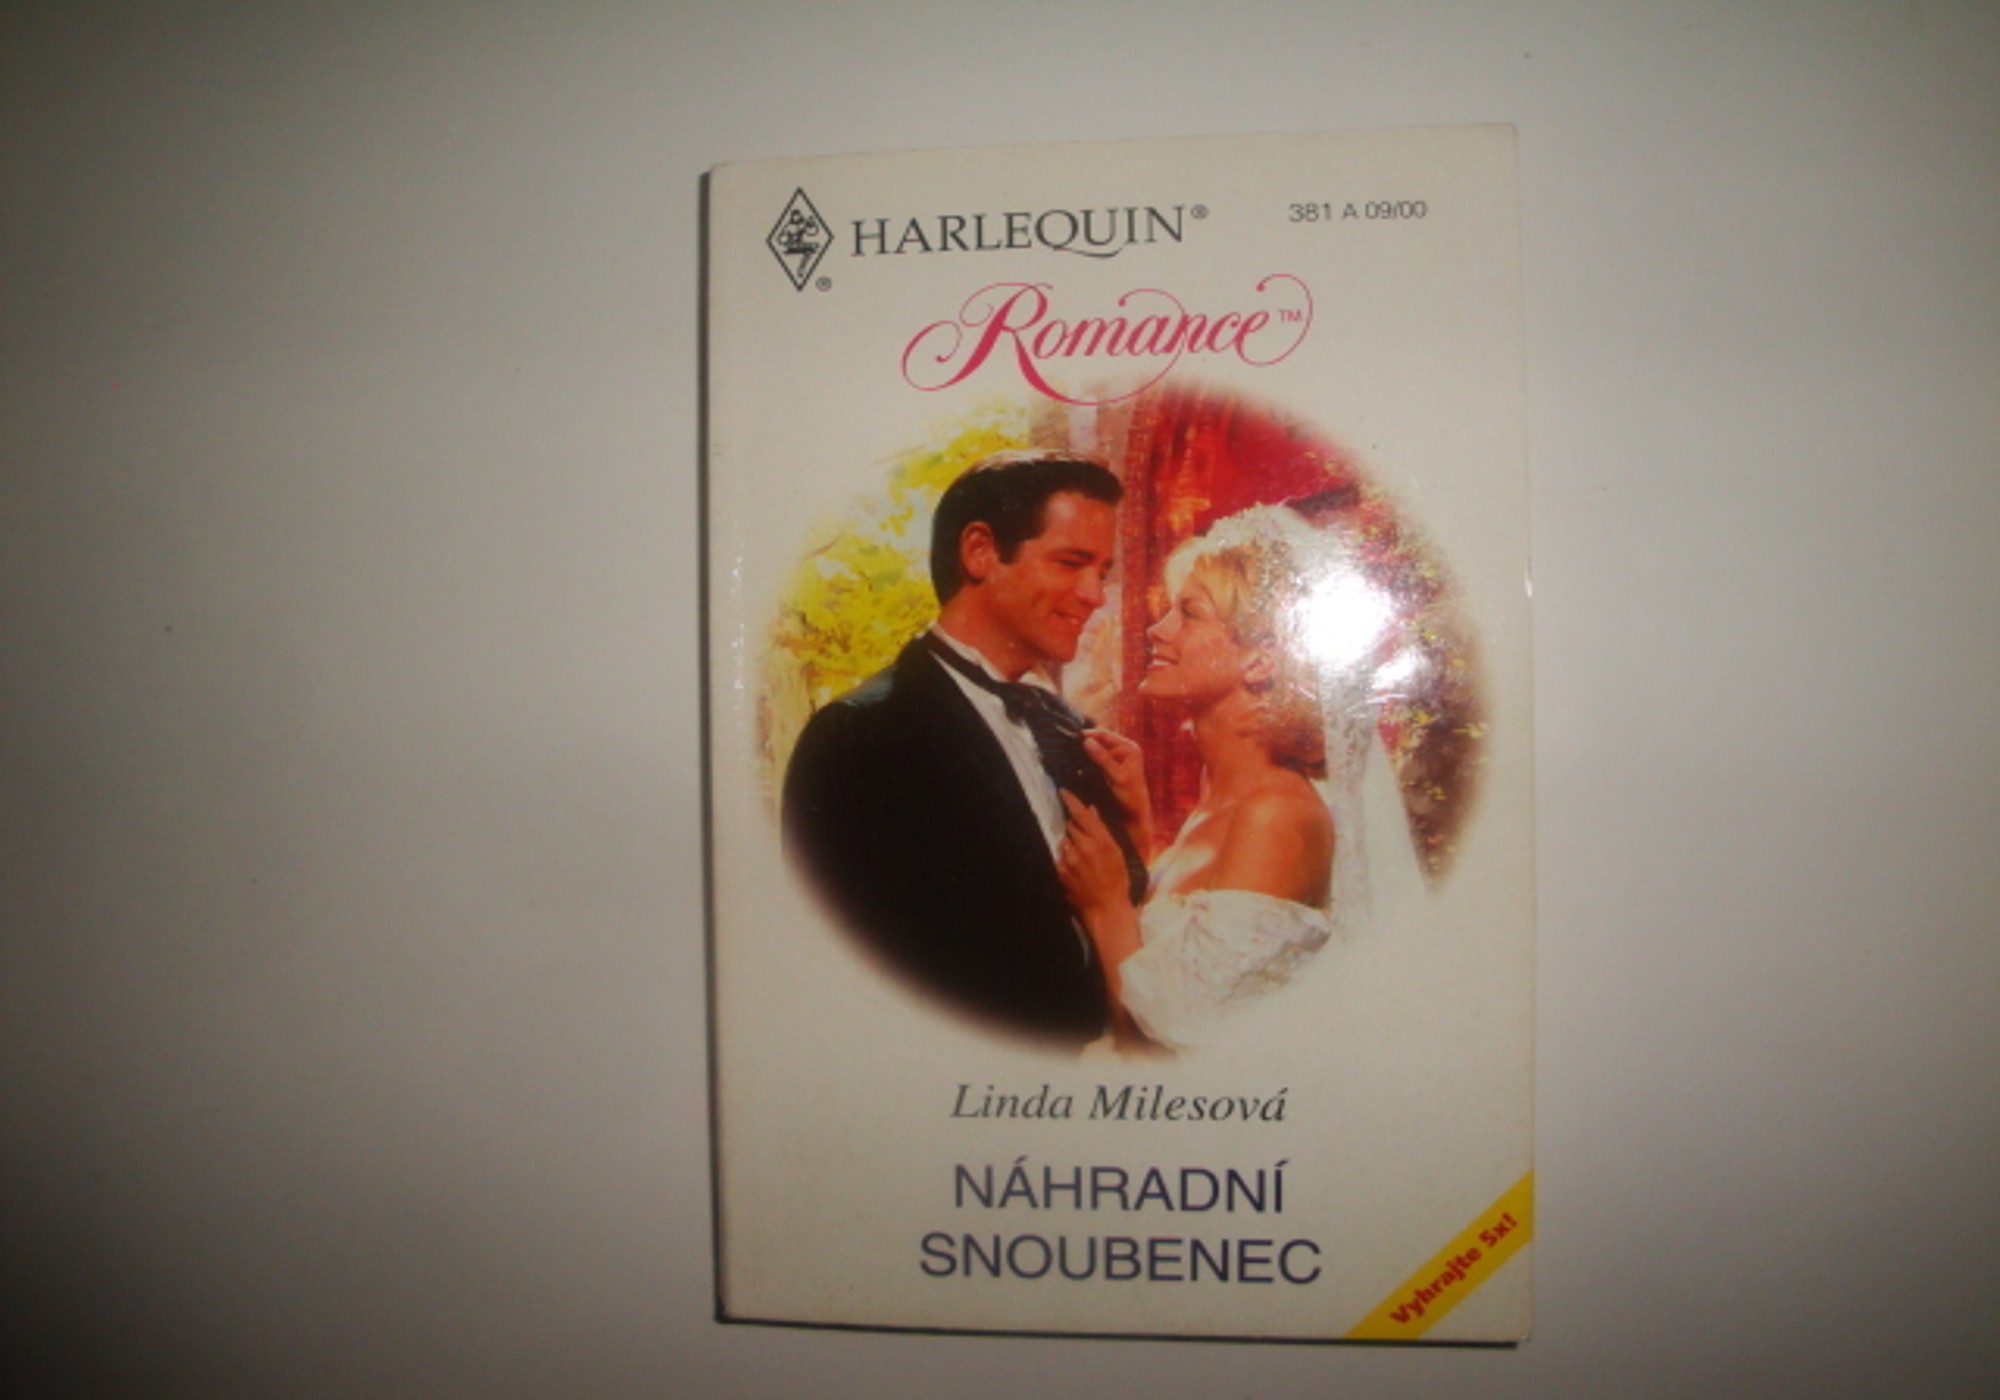 HARLEQUIN®
381 A 09/00
®
Romance™
Linda Milesová
NÁHRADNÍ
SNOUBENEC
Vyhrajte 5x!